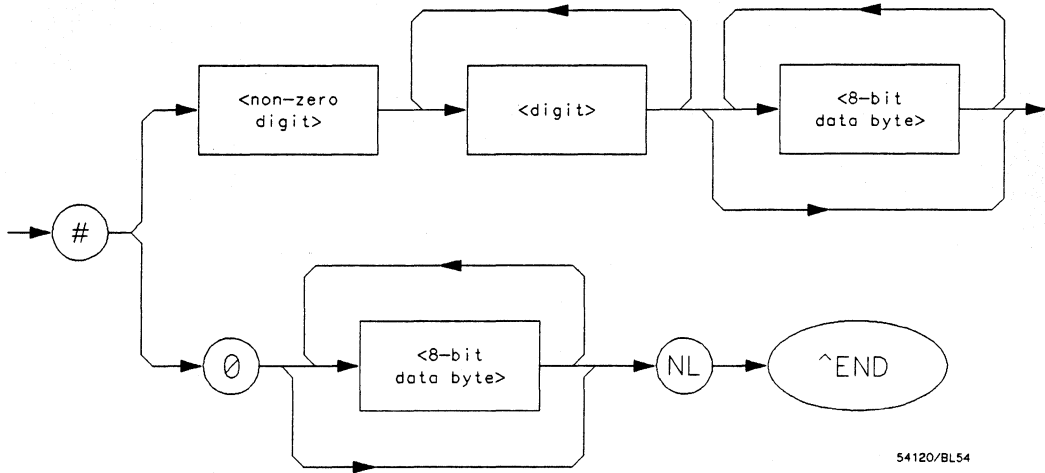 <non-zero
digit>
<digit>
<8-bit
data byte>
#
0
<8-bit
data byte>
NL
^END
54120/BL54